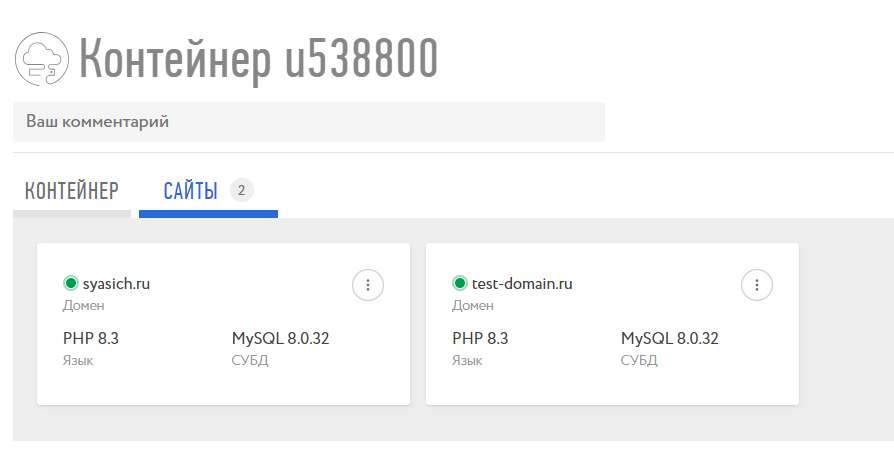 Контейнер u538800
Ваш комментарий
КОНТЕЙНЕР САЙТЫ 2
syasich.ru
Домен
PHP 8.3 MySQL 8.0.32
Язык СУБД
test-domain.ru
Домен
PHP 8.3 MySQL 8.0.32
Язык СУБД